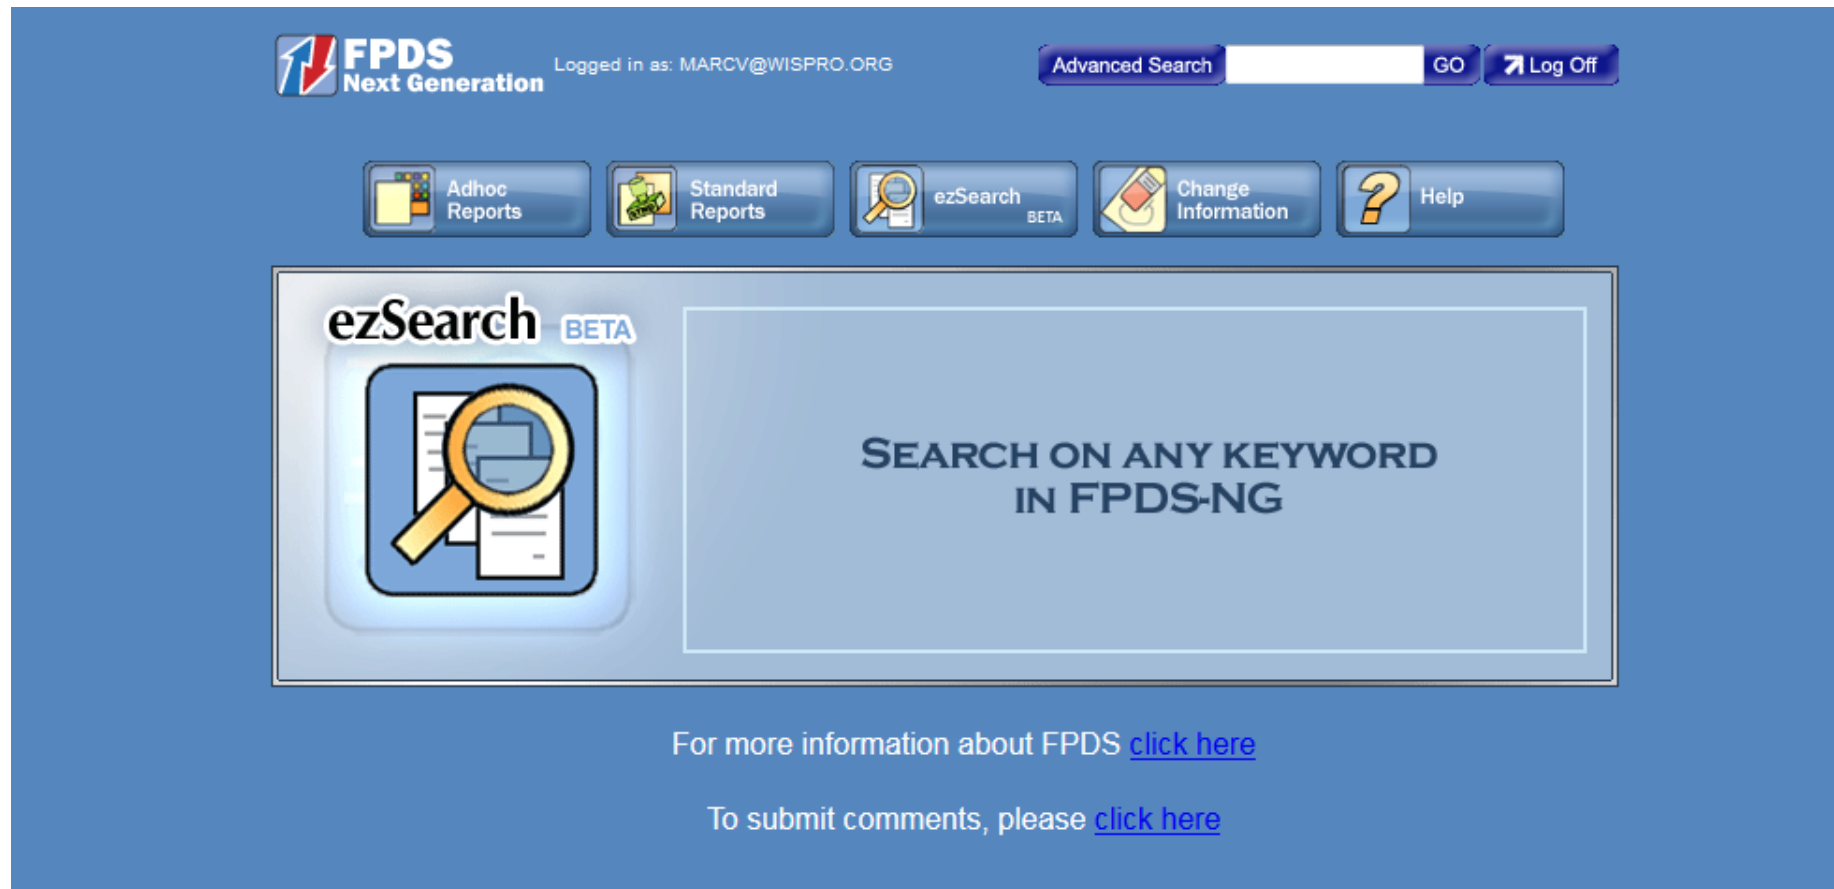 FPDS
Next Generation
Logged in as: MARCV@WISPRO.ORG
Advanced Search
GO
Log Off
Adhoc
Reports
Standard
Reports
ezSearch
BETA
Change
Information
Help
ezSearch BETA
SEARCH ON ANY KEYWORD
IN FPDS-NG
For more information about FPDS click here
To submit comments, please click here